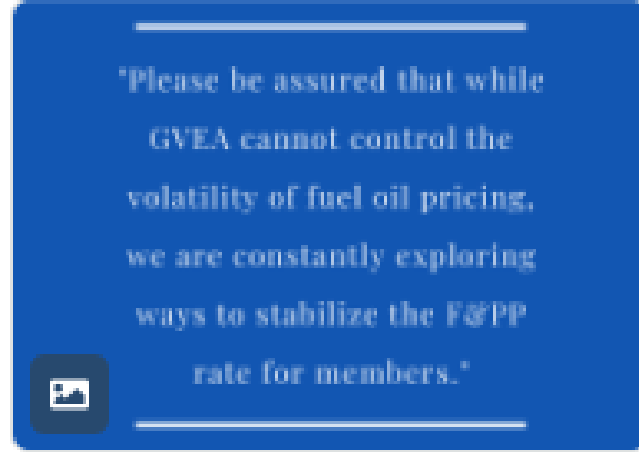 "Please be assured that while
GVEA cannot control the
volatility of fuel oil pricing,
we are constantly exploring
ways to stabilize the F&PP
rate for members."